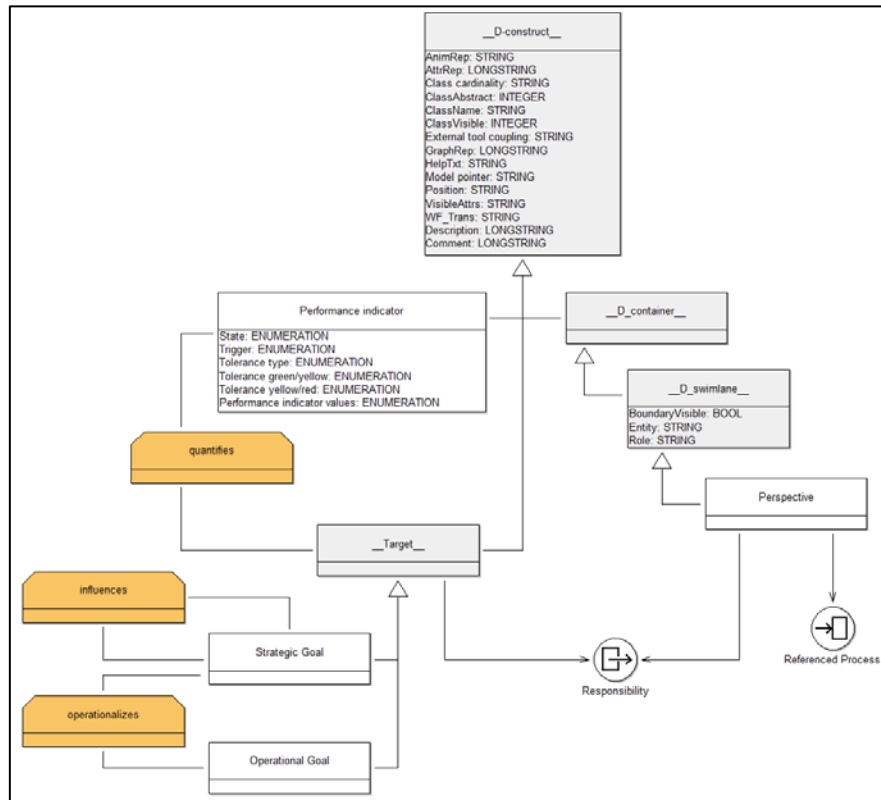 __D-construct__
AnimRep: STRING
AttrRep: LONGSTRING
Class cardinality: STRING
ClassAbstract: INTEGER
ClassName: STRING
ClassVisible: INTEGER
External tool coupling: STRING
GraphRep: LONGSTRING
HelpTxt: STRING
Model pointer: STRING
Position: STRING
VisibleAttrs: STRING
WF_Trans: STRING
Description: LONGSTRING
Comment: LONGSTRING
Performance indicator
State: ENUMERATION
Trigger: ENUMERATION
Tolerance type: ENUMERATION
Tolerance green/yellow: ENUMERATION
Tolerance yellow/red: ENUMERATION
Performance indicator values: ENUMERATION
__D_container__
__D_swimlane__
BoundaryVisible: BOOL
Entity: STRING
Role: STRING
quantifies
Perspective
__Target__
influences
Strategic Goal
Referenced Process
Responsibility
operationalizes
Operational Goal